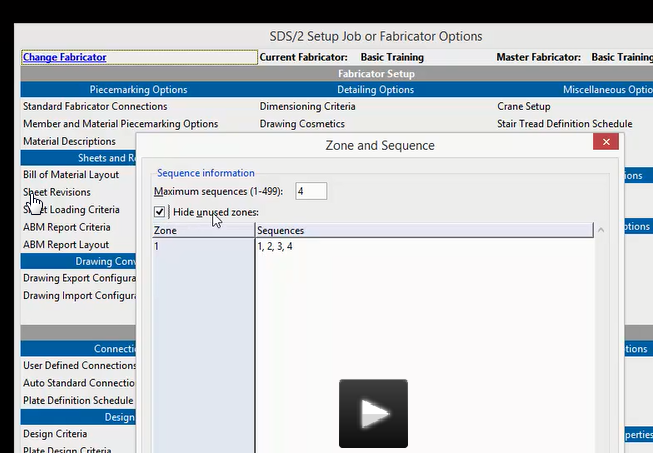 SDS/2 Setup Job or Fabricator Options
Change Fabricator Current Fabricator: Basic Training Master Fabricator: Basic Training
Fabricator Setup
Piecemarking Options Detailing Options Miscellaneous Optio
Standard Fabricator Connections Dimensioning Criteria Crane Setup
Member and Material Piecemarking Options Drawing Cosmetics Stair Tread Definition Schedule
Material Descriptions
Zone and Sequence
Sheets and Re
Bill of Material Layout
Sequence information
ions
Sheet Revisions
Maximum sequences (1-499): 4
Sheet Loading Criteria
Hide unused zones:
ABM Report Criteria
Zone Sequences
ptions
ABM Report Layout
1 1, 2, 3, 4
Drawing Conv
Drawing Export Configura
Drawing Import Configura
Connectio
tions
User Defined Connections
Auto Standard Connectio
Plate Definition Schedule
Design
Design Criteria
perties
Plate Design Criteria